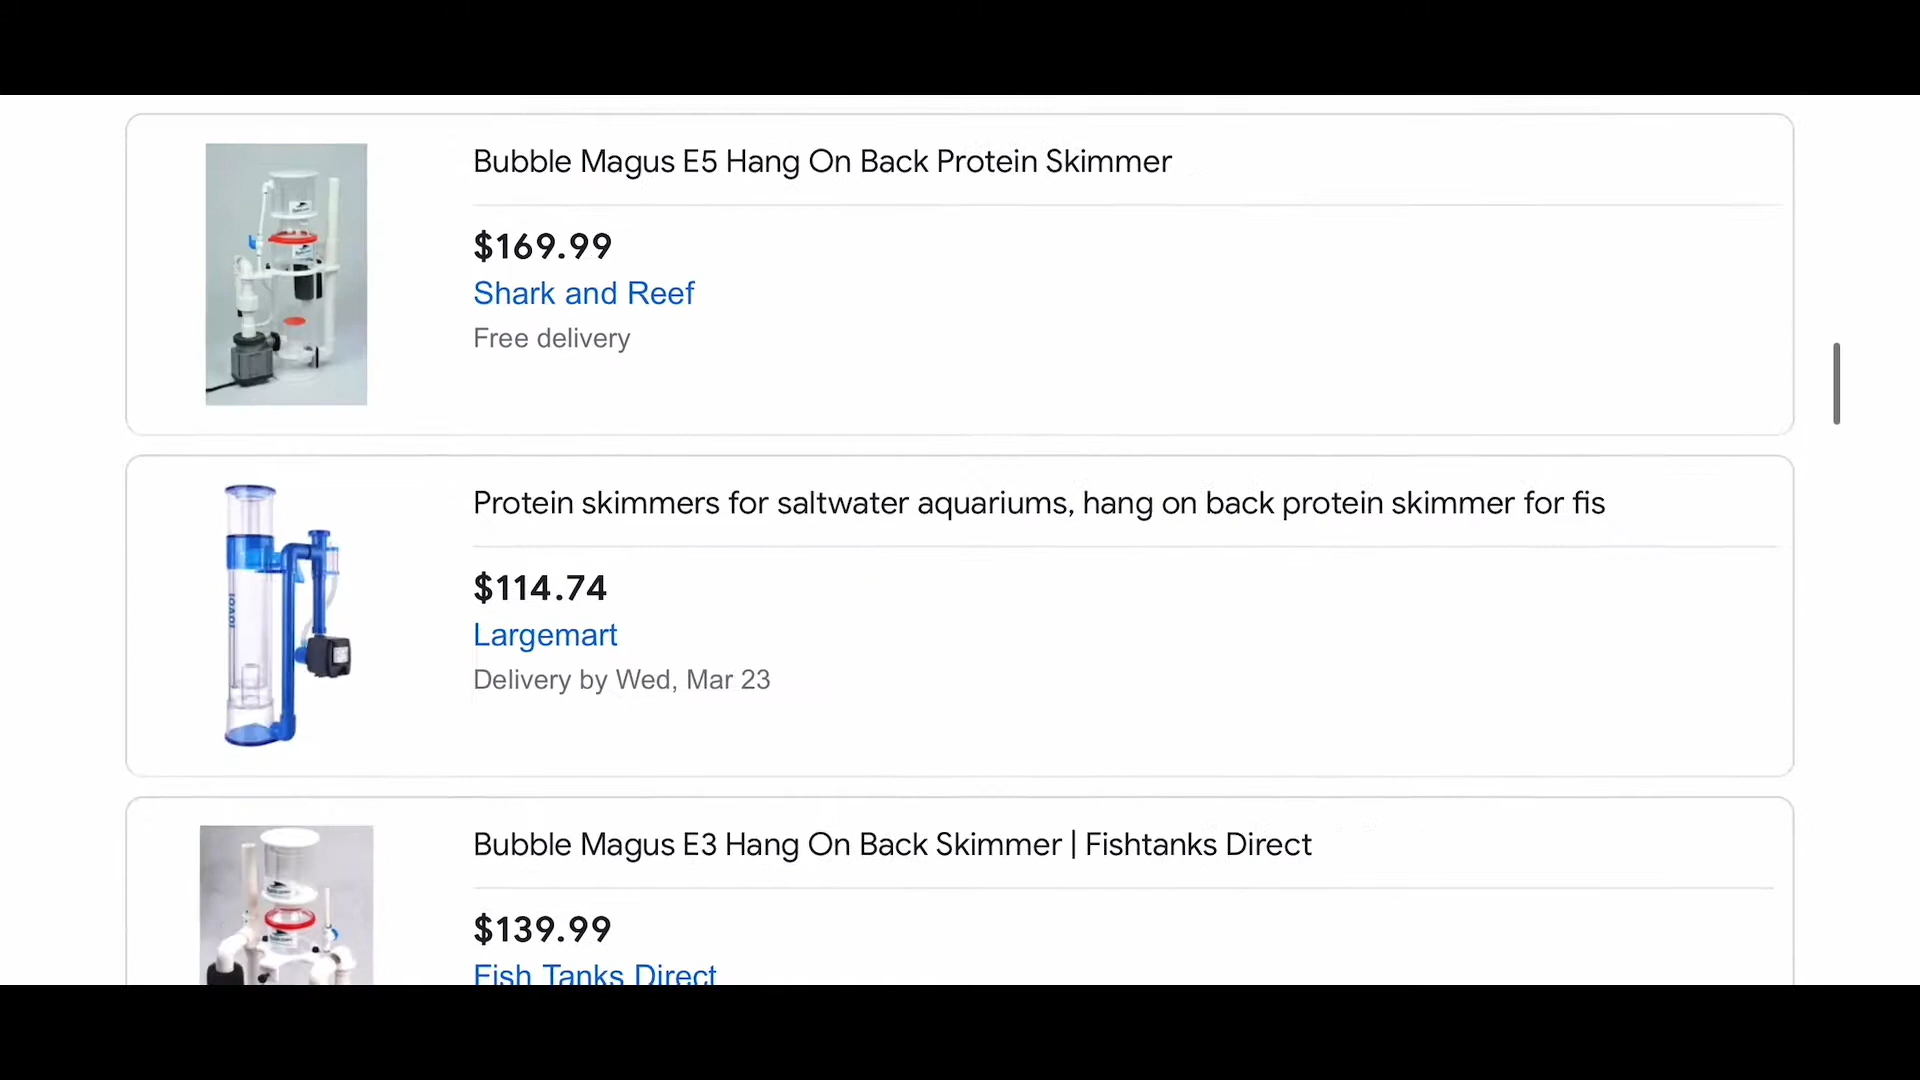 Bubble Magus E5 Hang On Back Protein Skimmer
$169.99
Shark and Reef
Free delivery
Protein skimmers for saltwater aquariums, hang on back protein skimmer for fis
$114.74
Largemart
Delivery by Wed, Mar 23
Bubble Magus E3 Hang On Back Skimmer | Fishtanks Direct
$139.99
Fish Tanks Direct